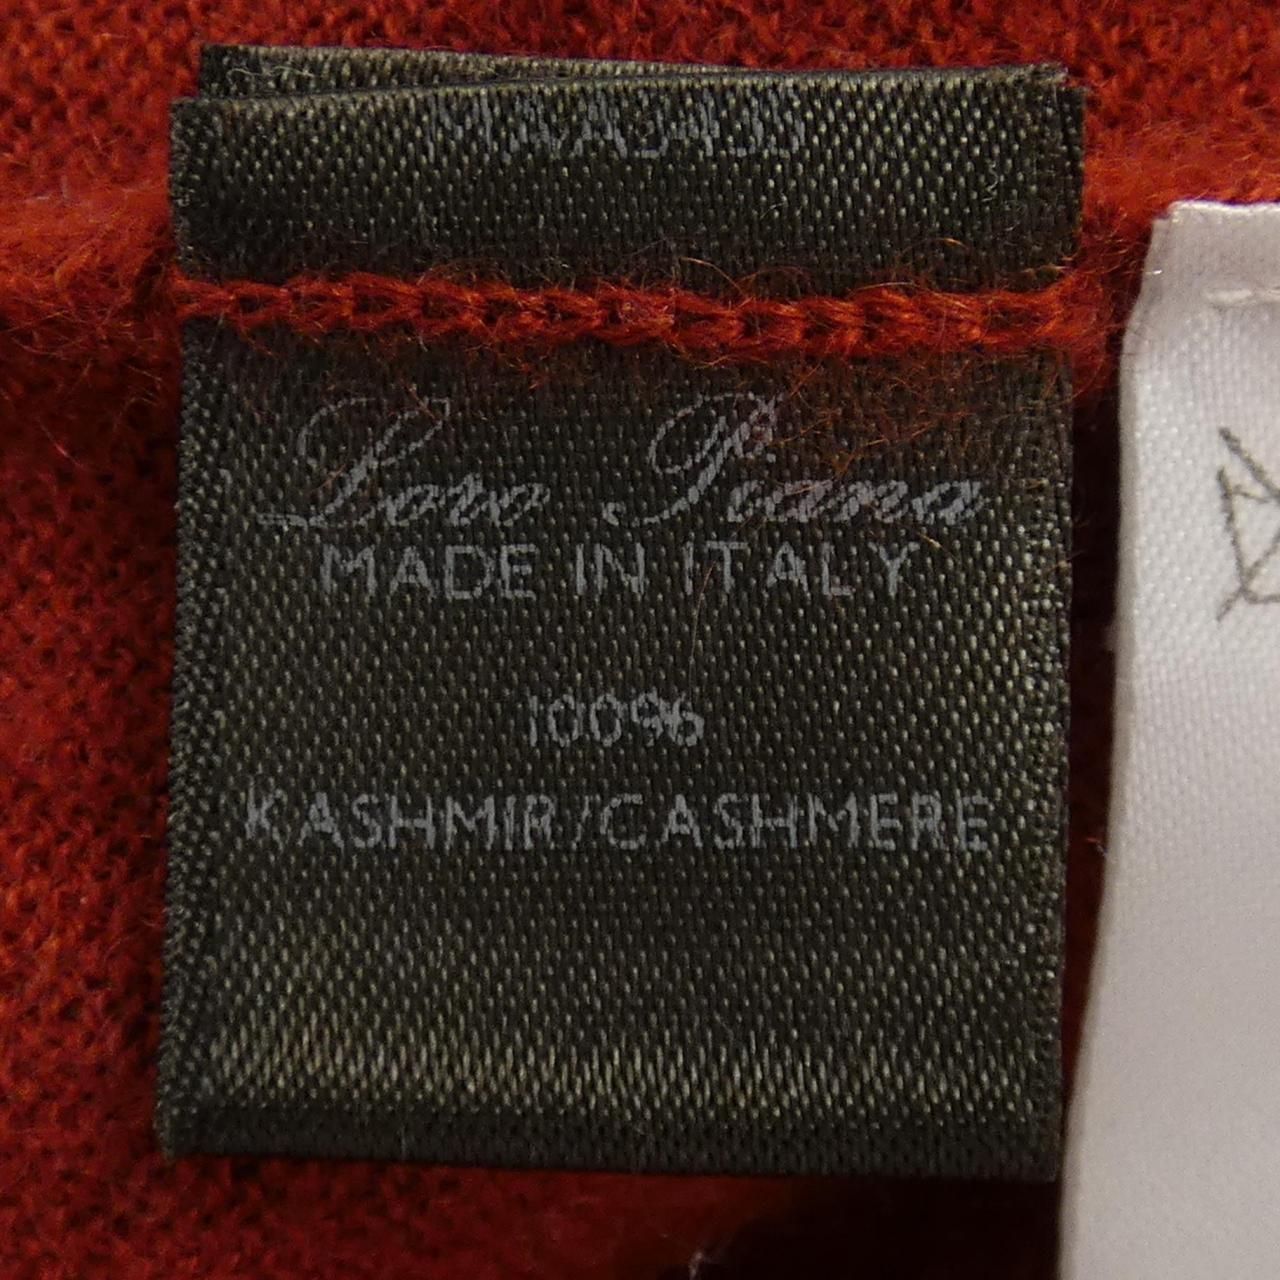 Loro Piana
MADE IN ITALY
100%
KASHMIR/CASHMERE